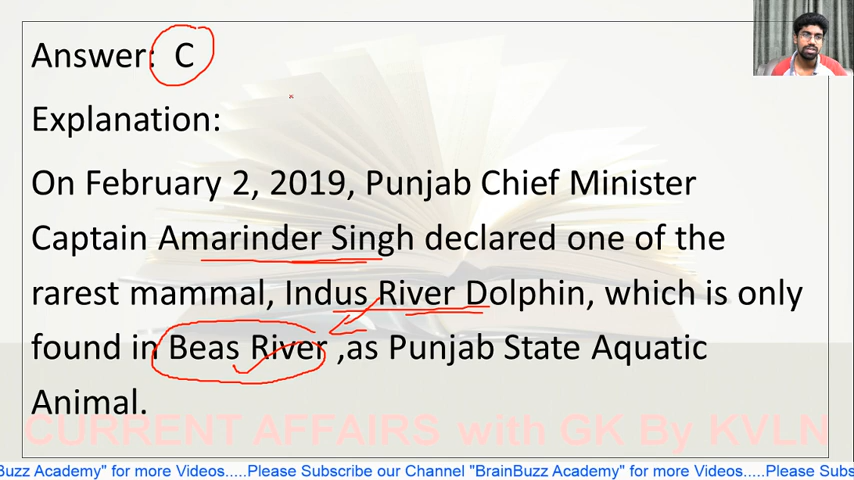 Answer: C
Explanation:
On February 2, 2019, Punjab Chief Minister
Captain Amarinder Singh declared one of the
rarest mammal, Indus River Dolphin, which is only
found in Beas River ,as Punjab State Aquatic
Animal.
CURRENT AFFAIRS with GK By KVLN
Buzz Academy" for more Videos.....Please Subscribe our Channel "BrainBuzz Academy" for more Videos.....Please Subs